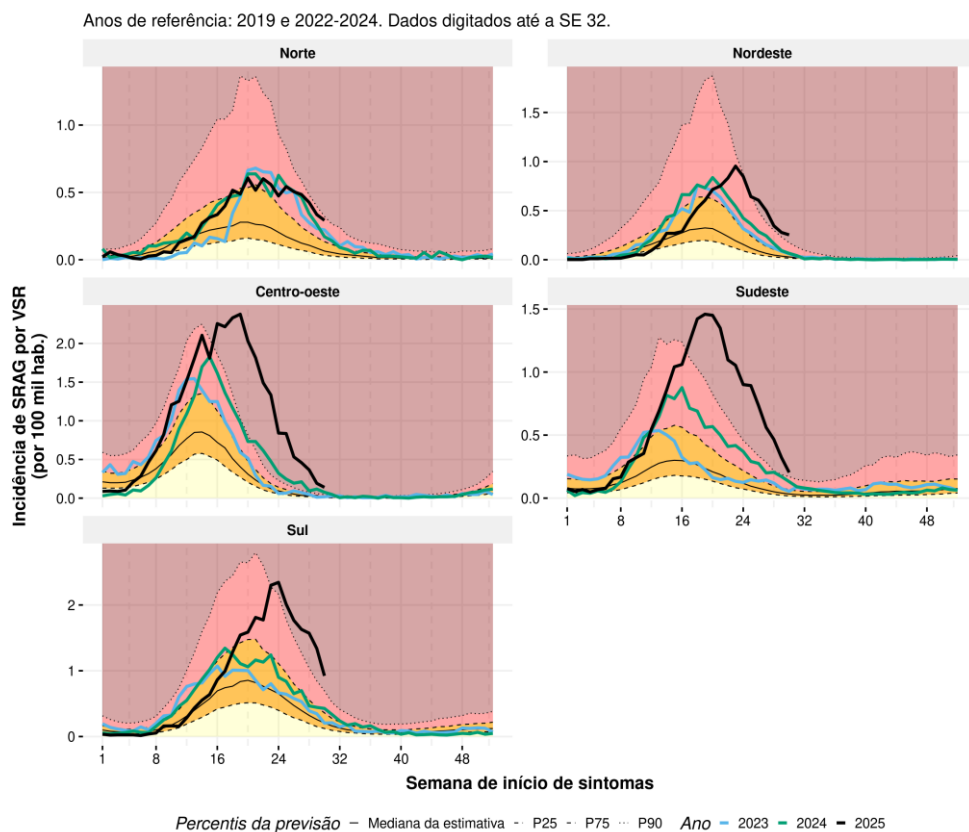 Anos de referência: 2019 e 2022-2024. Dados digitados até a SE 32.
Norte
1.0
0.5
0.0
Nordeste
1.5
1.0
0.5
0.0
Centro-oeste
2.0
1.5
1.0
0.5
0.0
Sudeste
1.5
1.0
0.5
0.0
1 8 16 24 32 40 48
Sul
2
1
0
1 8 16 24 32 40 48
Incidência de SRAG por VSR
(por 100 mil hab.)
Semana de início de sintomas
Percentis da previsão Mediana da estimativa P25 P75 P90 Ano 2023 2024 2025